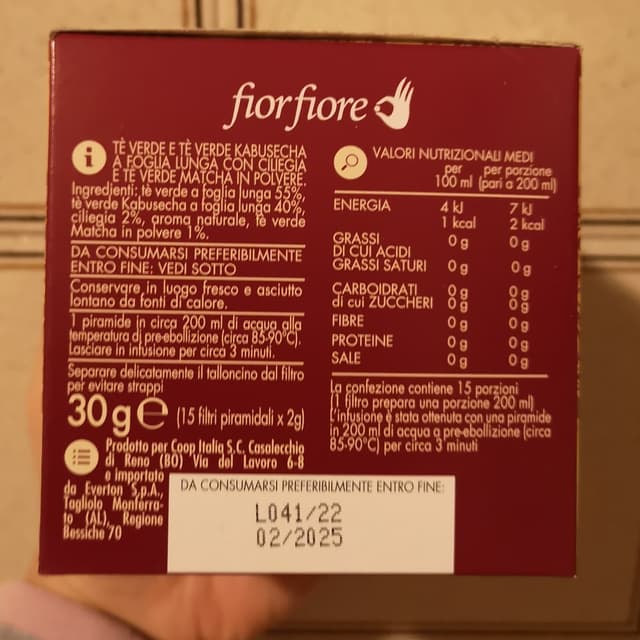 fior fiore
TÈ VERDE E TÈ VERDE KABUSECHA
A FOGLIA LUNGA CON CILIEGIA
E TÈ VERDE MATCHA IN POLVERE.
Ingredienti: tè verde a foglia lunga 55%,
tè verde Kabusecha a foglia lunga 40%,
ciliegia 2%, aroma naturale, tè verde
Matcha in polvere 1%.
DA CONSUMARSI PREFERIBILMENTE
ENTRO FINE: VEDI SOTTO
Conservare in luogo fresco e asciutto
lontano da fonti di calore.
1 piramide in circa 200 ml di acqua alla
temperatura di pre-ebollizione (circa 85-90°C).
Lasciare in infusione per circa 3 minuti.
Separare delicatamente il talloncino dal filtro
per evitare strappi
30 g e (15 filtri piramidali x 2g)
Prodotto per Coop Italia S.C. Casalecchio
di Reno (BO) Via del Lavoro 6-8
e importato
da Everton S.p.A.,
Tagliolo Monferra-
to (AL), Regione
Bessiche 70
VALORI NUTRIZIONALI MEDI
per per porzione
100 ml (pari a 200 ml)
ENERGIA 4 kJ 7 kJ
1 kcal 2 kcal
GRASSI 0 g 0 g
DI CUI ACIDI
GRASSI SATURI 0 g 0 g
CARBOIDRATI 0 g 0 g
di cui ZUCCHERI 0 g 0 g
FIBRE 0 g 0 g
PROTEINE 0 g 0 g
SALE 0 g 0 g
La confezione contiene 15 porzioni
(1 filtro prepara una porzione 200 ml)
L'infusione è stata ottenuta con una piramide
in 200 ml di acqua a pre-ebollizione (circa
85-90°C) per circa 3 minuti
DA CONSUMARSI PREFERIBILMENTE ENTRO FINE:
L041/22
02/2025